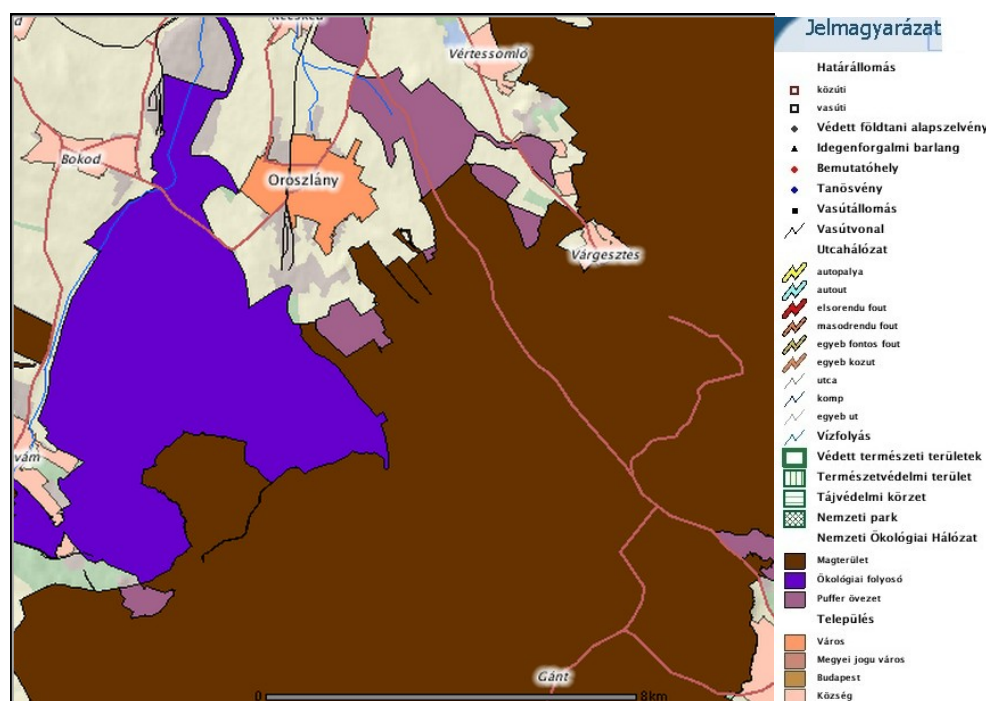 Kecskéd
d
Vértessomló
Bokod
Oroszlány
Várgesztes
vám
Gánt
0 8km
Jelmagyarázat
Határállomás
közúti
vasúti
Védett földtani alapszelvény
Idegenforgalmi barlang
Bemutatóhely
Tanösvény
Vasútállomás
Vasútvonal
Utcahálózat
autopalya
autout
elsorendu fout
masodrendu fout
egyeb fontos fout
egyeb kozut
utca
komp
egyeb ut
Vízfolyás
Védett természeti területek
Természetvédelmi terület
Tájvédelmi körzet
Nemzeti park
Nemzeti Ökológiai Hálózat
Magterület
Ökológiai folyosó
Puffer övezet
Település
Város
Megyei jogu város
Budapest
Község